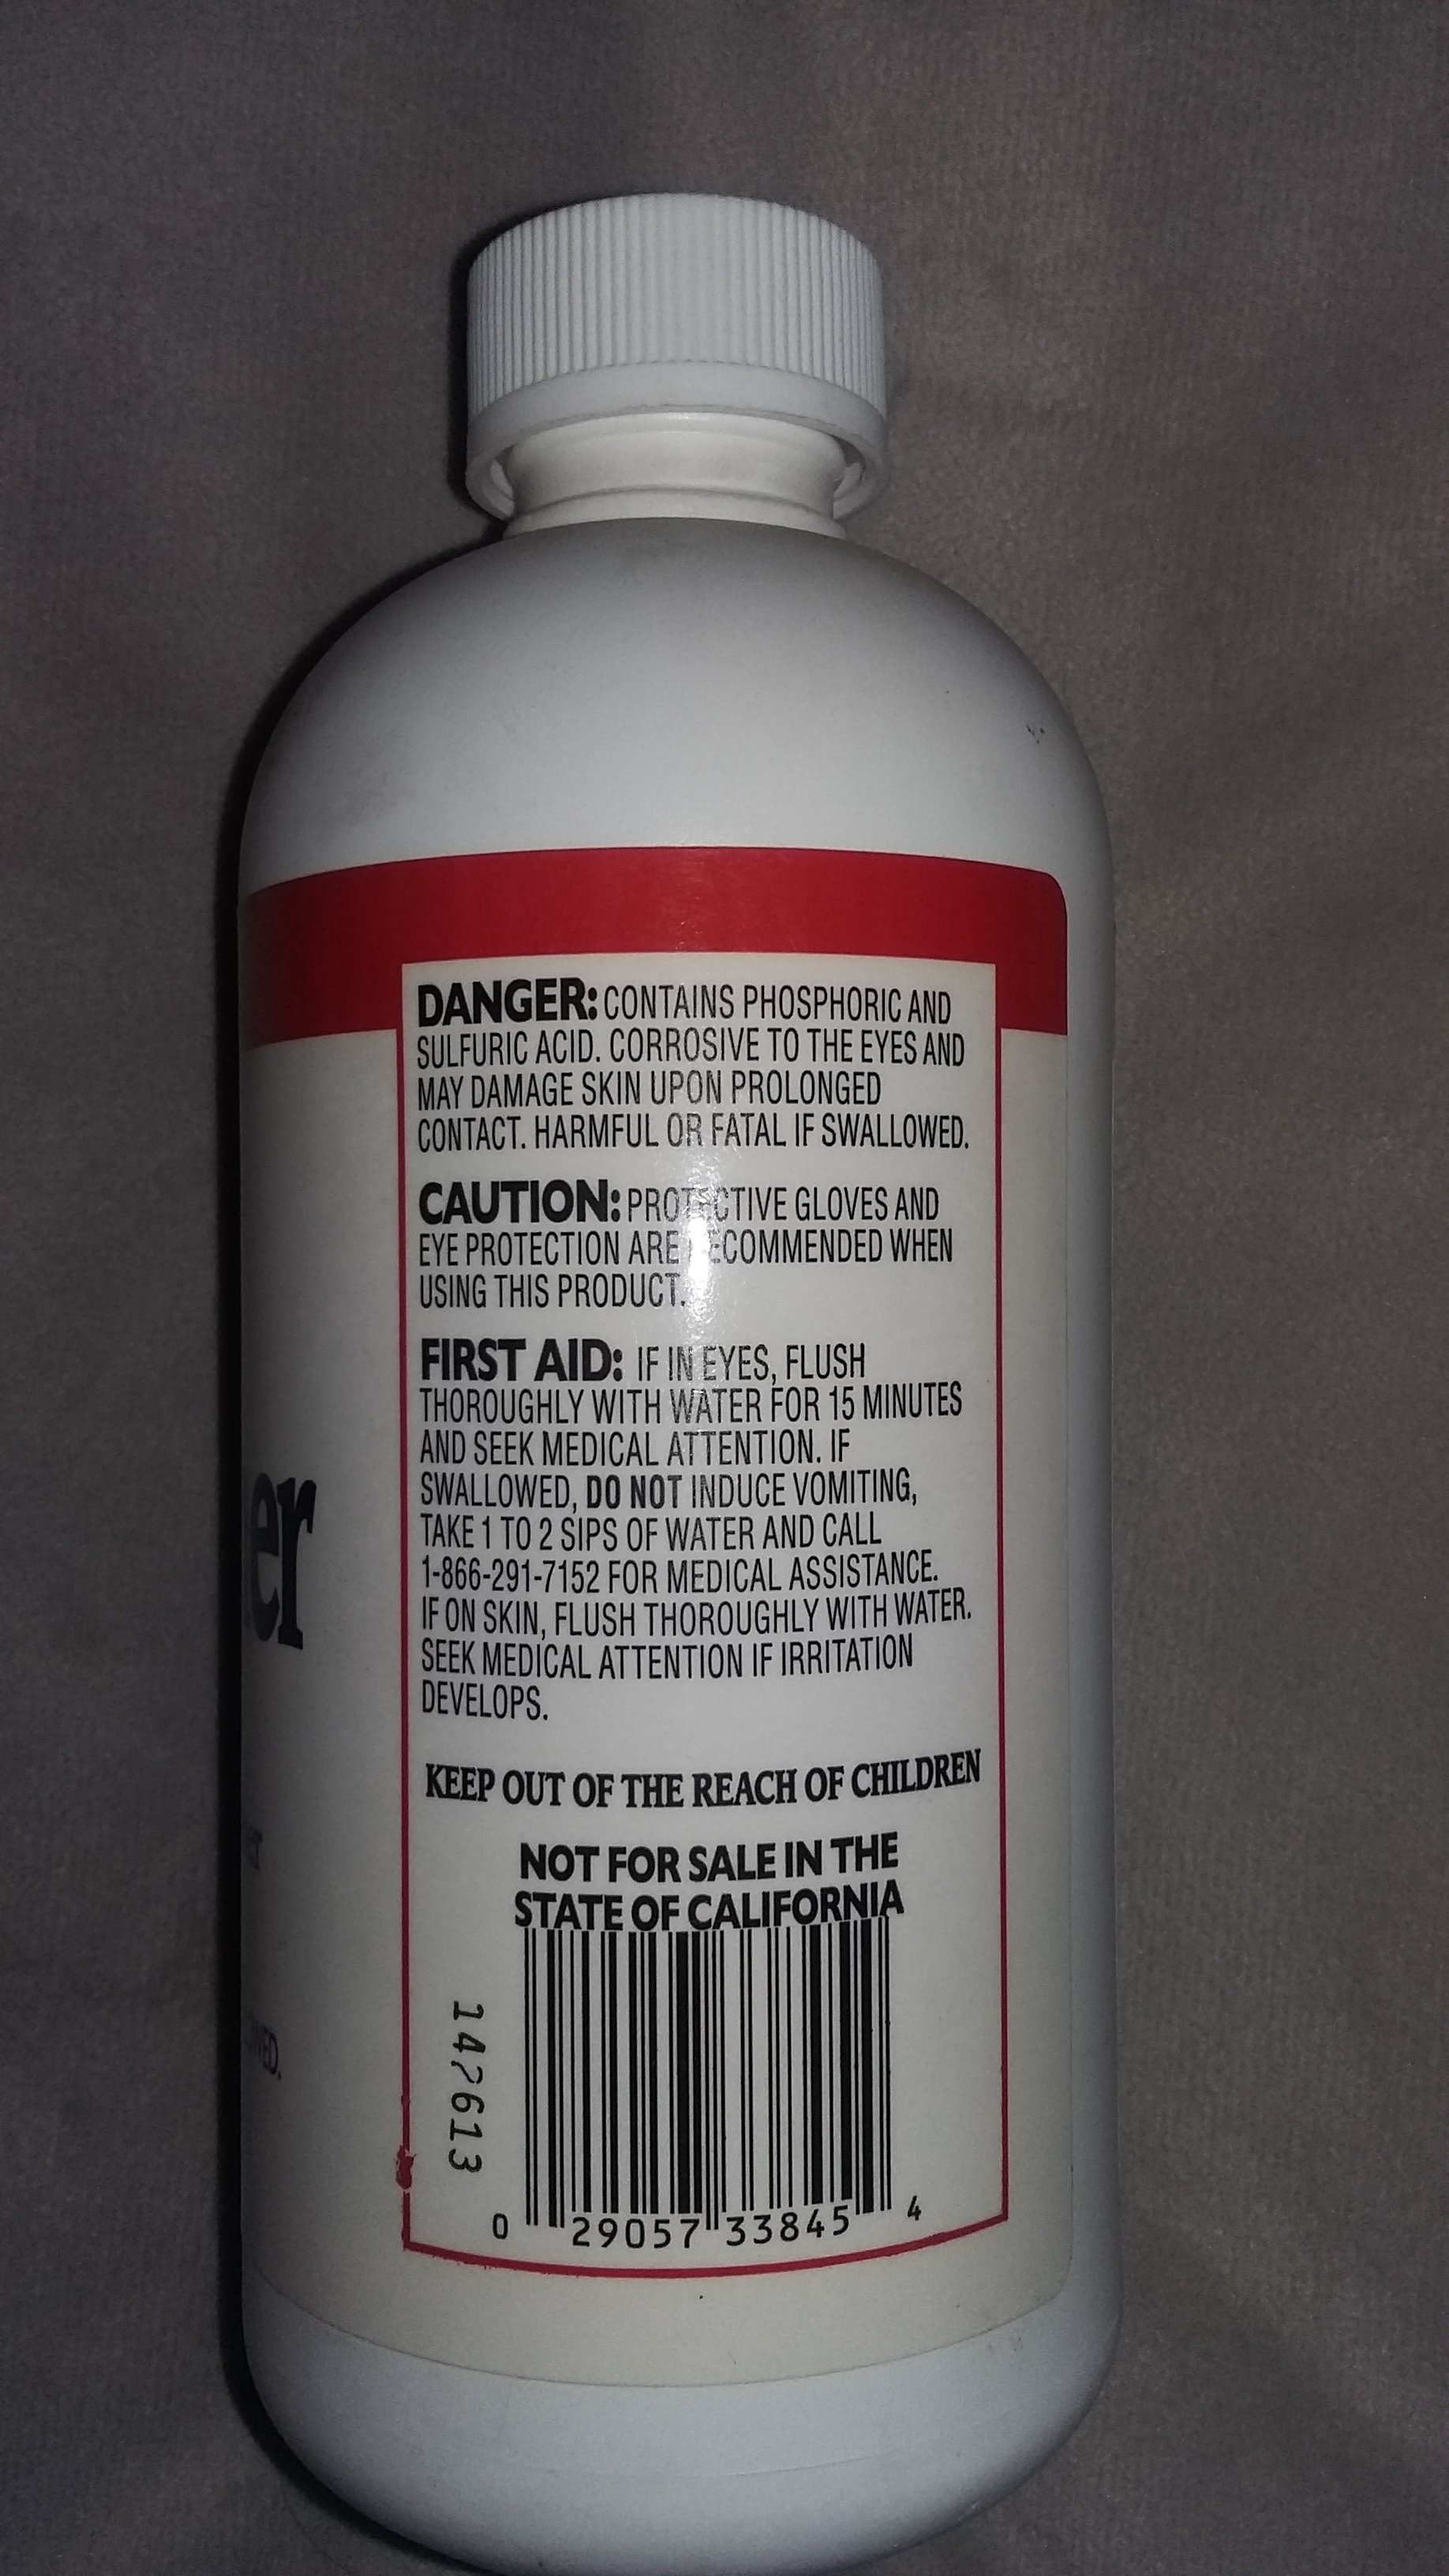 DANGER: CONTAINS PHOSPHORIC AND
SULFURIC ACID. CORROSIVE TO THE EYES AND
MAY DAMAGE SKIN UPON PROLONGED
CONTACT. HARMFUL OR FATAL IF SWALLOWED.
CAUTION: PROTECTIVE GLOVES AND
EYE PROTECTION ARE RECOMMENDED WHEN
USING THIS PRODUCT.
FIRST AID: IF IN EYES, FLUSH
THOROUGHLY WITH WATER FOR 15 MINUTES
AND SEEK MEDICAL ATTENTION. IF
SWALLOWED, DO NOT INDUCE VOMITING,
TAKE 1 TO 2 SIPS OF WATER AND CALL
1-866-291-7152 FOR MEDICAL ASSISTANCE.
IF ON SKIN, FLUSH THOROUGHLY WITH WATER.
SEEK MEDICAL ATTENTION IF IRRITATION
DEVELOPS.
KEEP OUT OF THE REACH OF CHILDREN
NOT FOR SALE IN THE
STATE OF CALIFORNIA
142613
0 29057 33845 4
er